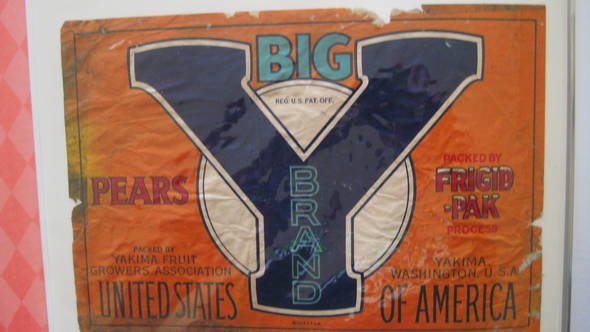 BIG
REG. U.S. PAT. OFF.
Y
BRAND
PEARS
PACKED BY
FRIGID
-PAK
PROCESS
PACKED BY
YAKIMA FRUIT
GROWERS ASSOCIATION
YAKIMA,
WASHINGTON, U.S.A
UNITED STATES
OF AMERICA